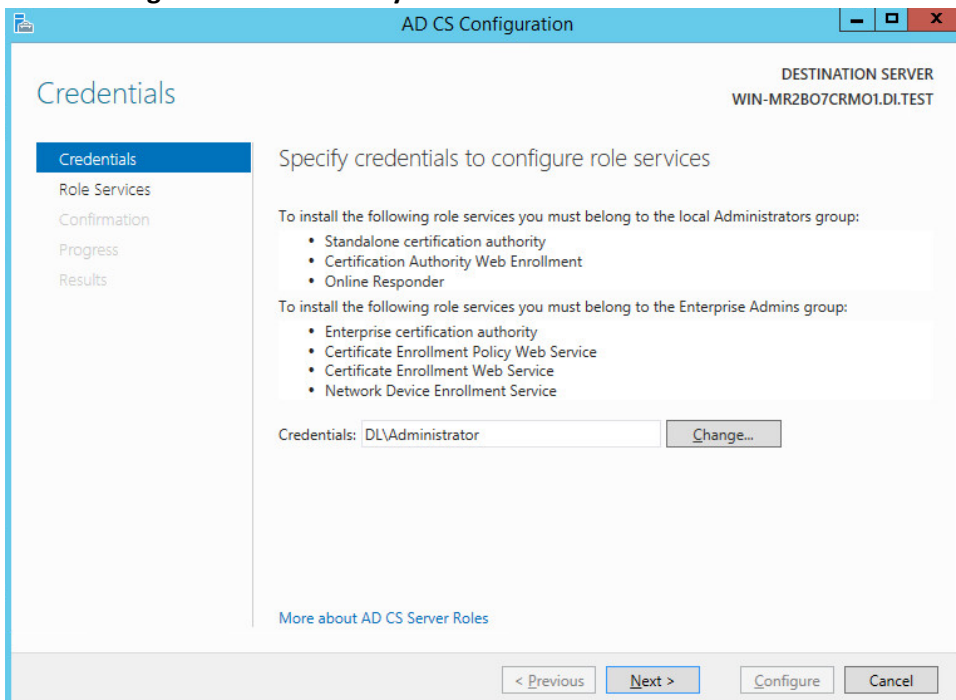 AD CS Configuration
Credentials
DESTINATION SERVER
WIN-MR2BO7CRMO1.DI.TEST
Credentials
Role Services
Confirmation
Progress
Results
Specify credentials to configure role services
To install the following role services you must belong to the local Administrators group:
• Standalone certification authority
• Certification Authority Web Enrollment
• Online Responder
To install the following role services you must belong to the Enterprise Admins group:
• Enterprise certification authority
• Certificate Enrollment Policy Web Service
• Certificate Enrollment Web Service
• Network Device Enrollment Service
Credentials: DL\Administrator Change...
More about AD CS Server Roles
< Previous Next > Configure Cancel